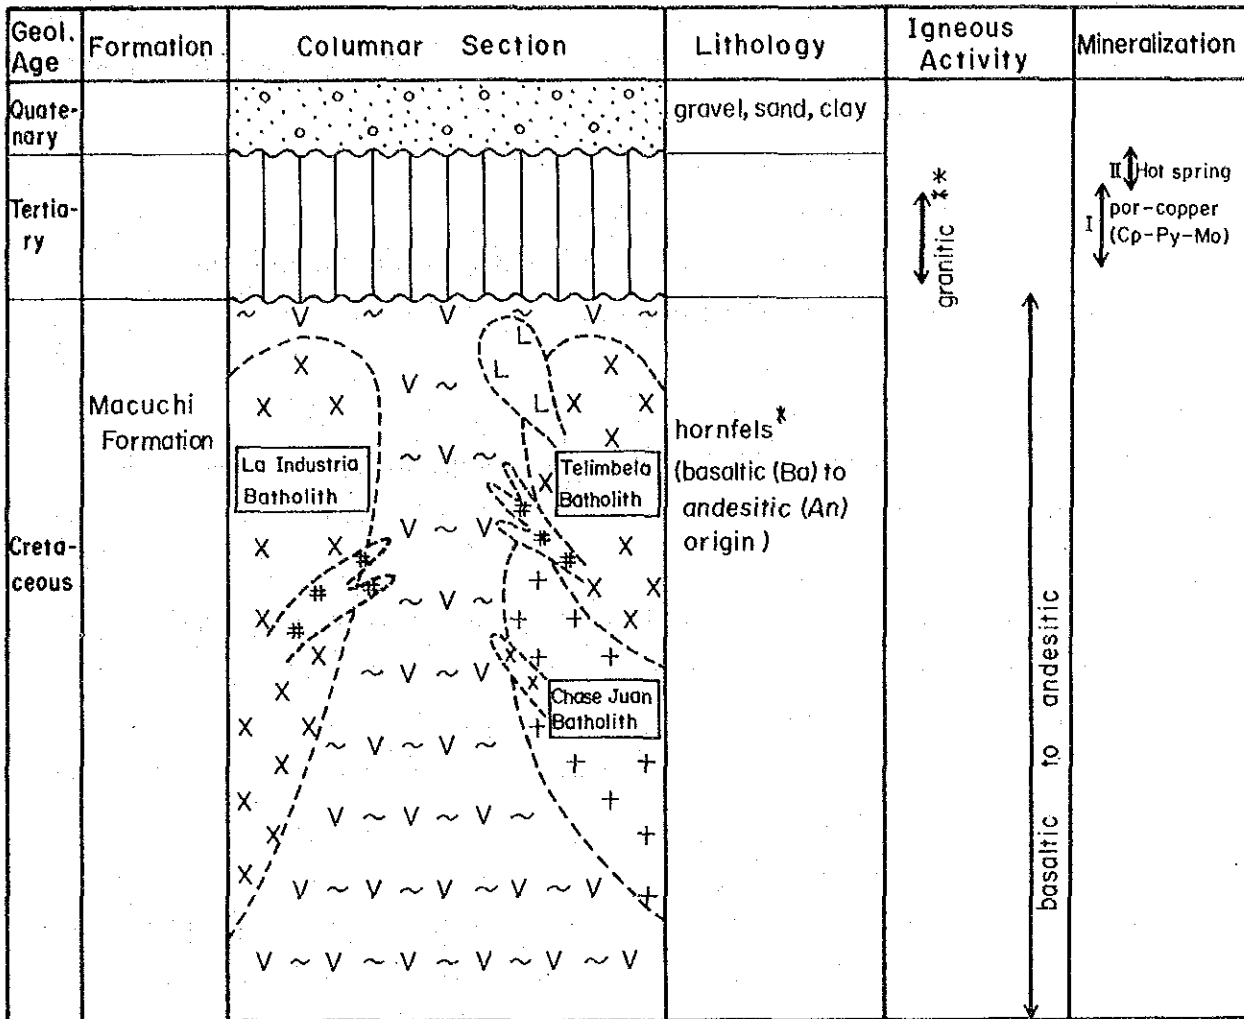 Geol. Age
Formation
Columnar Section
Lithology
Igneous Activity
Mineralization
Quate-
nary
gravel, sand, clay
Tertia-
ry
granitic **
II Hot spring
I por-copper
(Cp-Py-Mo)
Creta-
ceous
Macuchi
Formation
La Industria
Batholith
Telimbela
Batholith
Chase Juan
Batholith
hornfels*
(basaltic (Ba) to
andesitic (An)
origin)
basaltic to andesitic